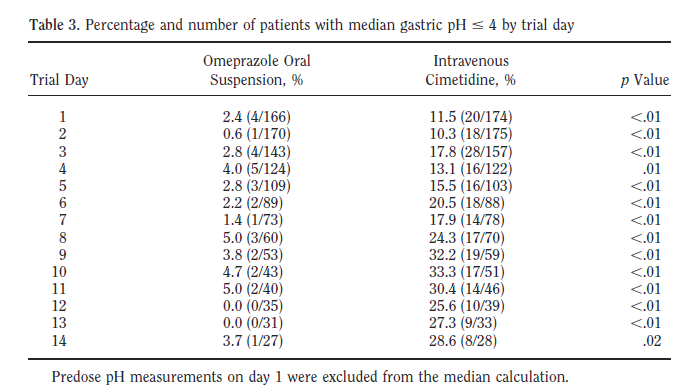 Table 3. Percentage and number of patients with median gastric pH ≤ 4 by trial day
Omeprazole Oral Intravenous
Trial Day Suspension, % Cimetidine, % p Value
1 2.4 (4/166) 11.5 (20/174) <.01
2 0.6 (1/170) 10.3 (18/175) <.01
3 2.8 (4/143) 17.8 (28/157) <.01
4 4.0 (5/124) 13.1 (16/122) .01
5 2.8 (3/109) 15.5 (16/103) <.01
6 2.2 (2/89) 20.5 (18/88) <.01
7 1.4 (1/73) 17.9 (14/78) <.01
8 5.0 (3/60) 24.3 (17/70) <.01
9 3.8 (2/53) 32.2 (19/59) <.01
10 4.7 (2/43) 33.3 (17/51) <.01
11 5.0 (2/40) 30.4 (14/46) <.01
12 0.0 (0/35) 25.6 (10/39) <.01
13 0.0 (0/31) 27.3 (9/33) <.01
14 3.7 (1/27) 28.6 (8/28) .02
Predose pH measurements on day 1 were excluded from the median calculation.